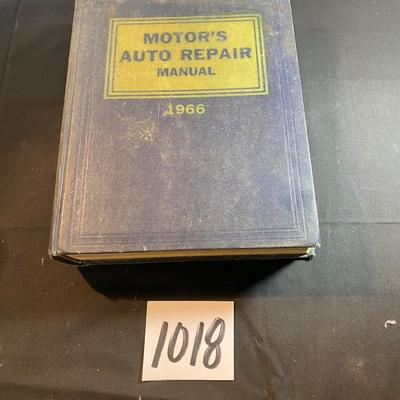 MOTOR'S
AUTO REPAIR
MANUAL
1966
1018